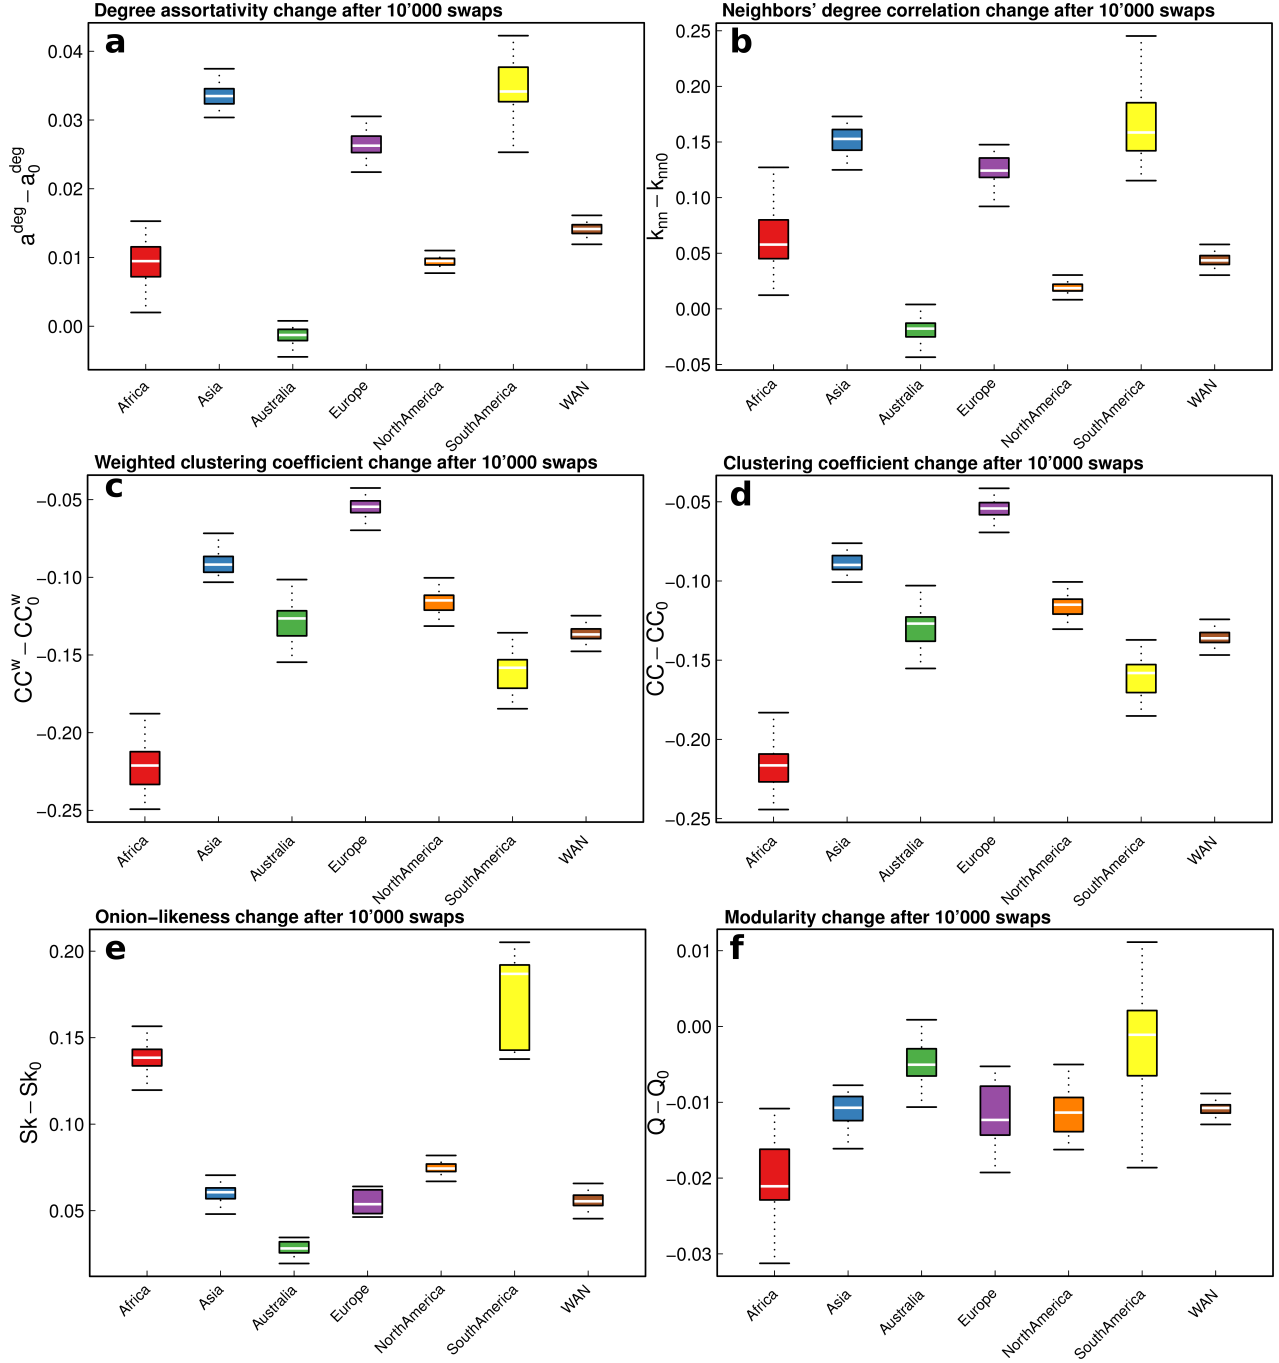 Degree assortativity change after 10’000 swaps
a
a^deg − a_0^deg
0.04
0.03
0.02
0.01
0.00
Africa
Asia
Australia
Europe
NorthAmerica
SouthAmerica
WAN
Neighbors’ degree correlation change after 10’000 swaps
b
k_nn − k_nn0
0.25
0.20
0.15
0.10
0.05
0.00
−0.05
Africa
Asia
Australia
Europe
NorthAmerica
SouthAmerica
WAN
Weighted clustering coefficient change after 10’000 swaps
c
CC^w − CC_0^w
−0.05
−0.10
−0.15
−0.20
−0.25
Africa
Asia
Australia
Europe
NorthAmerica
SouthAmerica
WAN
Clustering coefficient change after 10’000 swaps
d
CC − CC_0
−0.05
−0.10
−0.15
−0.20
−0.25
Africa
Asia
Australia
Europe
NorthAmerica
SouthAmerica
WAN
Onion−likeness change after 10’000 swaps
e
Sk − Sk_0
0.20
0.15
0.10
0.05
Africa
Asia
Australia
Europe
NorthAmerica
SouthAmerica
WAN
Modularity change after 10’000 swaps
f
Q − Q_0
0.01
0.00
−0.01
−0.02
−0.03
Africa
Asia
Australia
Europe
NorthAmerica
SouthAmerica
WAN